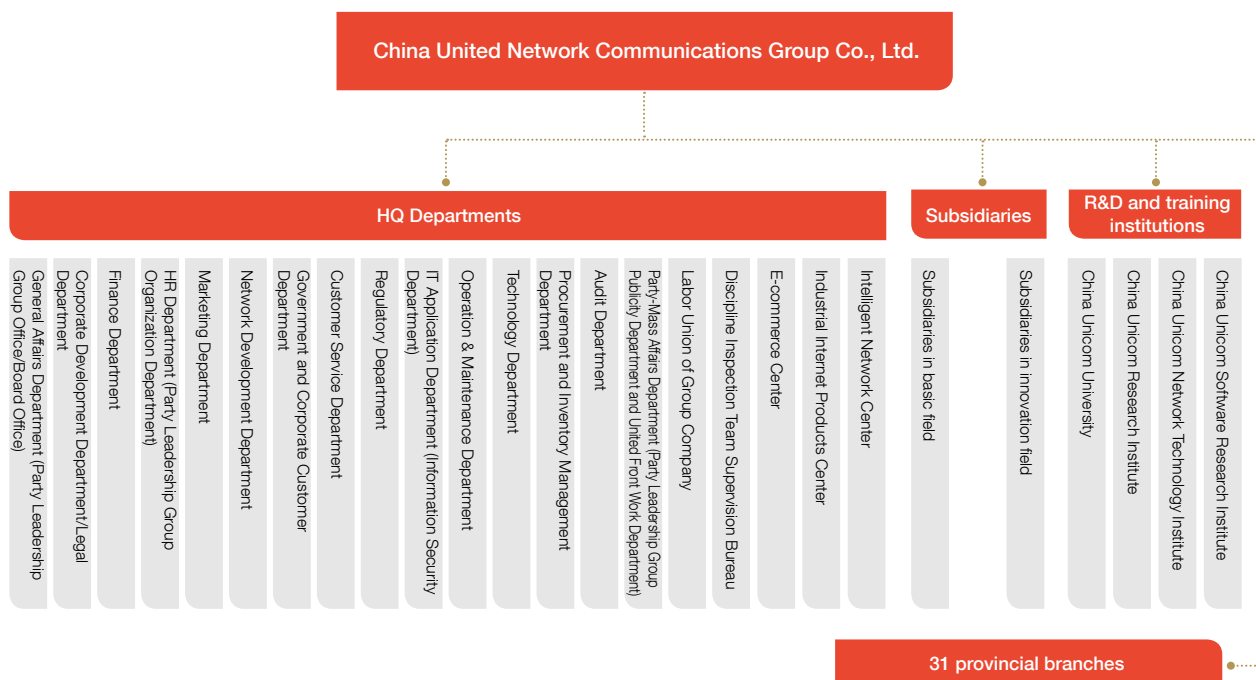 China United Network Communications Group Co., Ltd.
HQ Departments
Subsidiaries
R&D and training
institutions
General Affairs Department (Party Leadership
Group Office/Board Office)
Corporate Development Department/Legal
Department
Finance Department
HR Department (Party Leadership Group
Organization Department)
Marketing Department
Network Development Department
Government and Corporate Customer
Department
Customer Service Department
Regulatory Department
IT Application Department (Information Security
Department)
Operation & Maintenance Department
Technology Department
Procurement and Inventory Management
Department
Audit Department
Party-Mass Affairs Department (Party Leadership Group
Publicity Department and United Front Work Department)
Labor Union of Group Company
Discipline Inspection Team Supervision Bureau
E-commerce Center
Industrial Internet Products Center
Intelligent Network Center
Subsidiaries in basic field
Subsidiaries in innovation field
China Unicom University
China Unicom Research Institute
China Unicom Network Technology Institute
China Unicom Software Research Institute
31 provincial branches